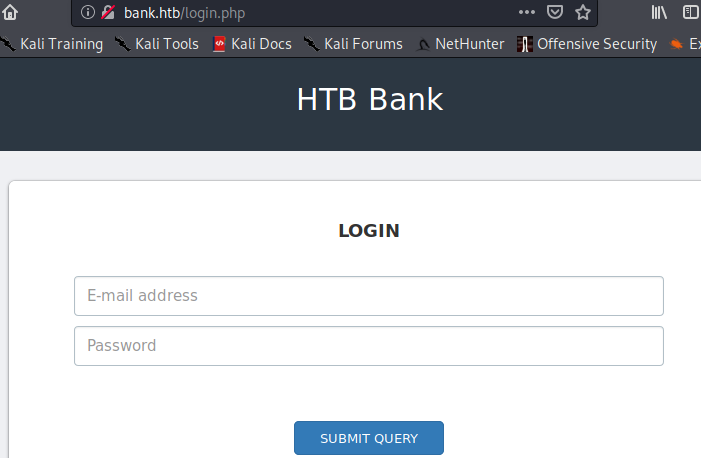 bank.htb/login.php
Kali Training Kali Tools Kali Docs Kali Forums NetHunter Offensive Security
HTB Bank
LOGIN
E-mail address
Password
SUBMIT QUERY